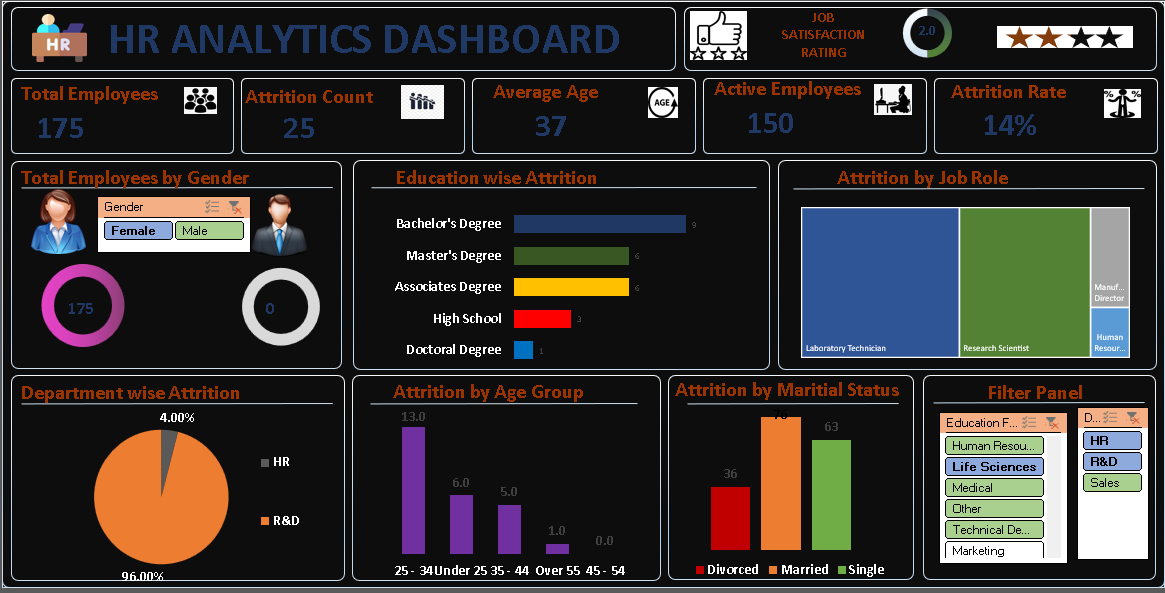 HR
HR ANALYTICS DASHBOARD
JOB
SATISFACTION
RATING
2.0
Total Employees
175
Attrition Count
25
Average Age
AGE
37
Active Employees
150
Attrition Rate
% %
14%
Total Employees by Gender
Gender
Female
Male
175
0
Education wise Attrition
Bachelor's Degree
9
Master's Degree
6
Associates Degree
6
High School
3
Doctoral Degree
1
Attrition by Job Role
Laboratory Technician
Research Scientist
Manuf...
Director
Human
Resour...
Department wise Attrition
4.00%
HR
R&D
96.00%
Attrition by Age Group
13.0
6.0
5.0
1.0
0.0
25 - 34 Under 25 35 - 44 Over 55 45 - 54
Attrition by Maritial Status
36
76
63
Divorced Married Single
Filter Panel
Education F...
Human Resou...
Life Sciences
Medical
Other
Technical De...
Marketing
D...
HR
R&D
Sales